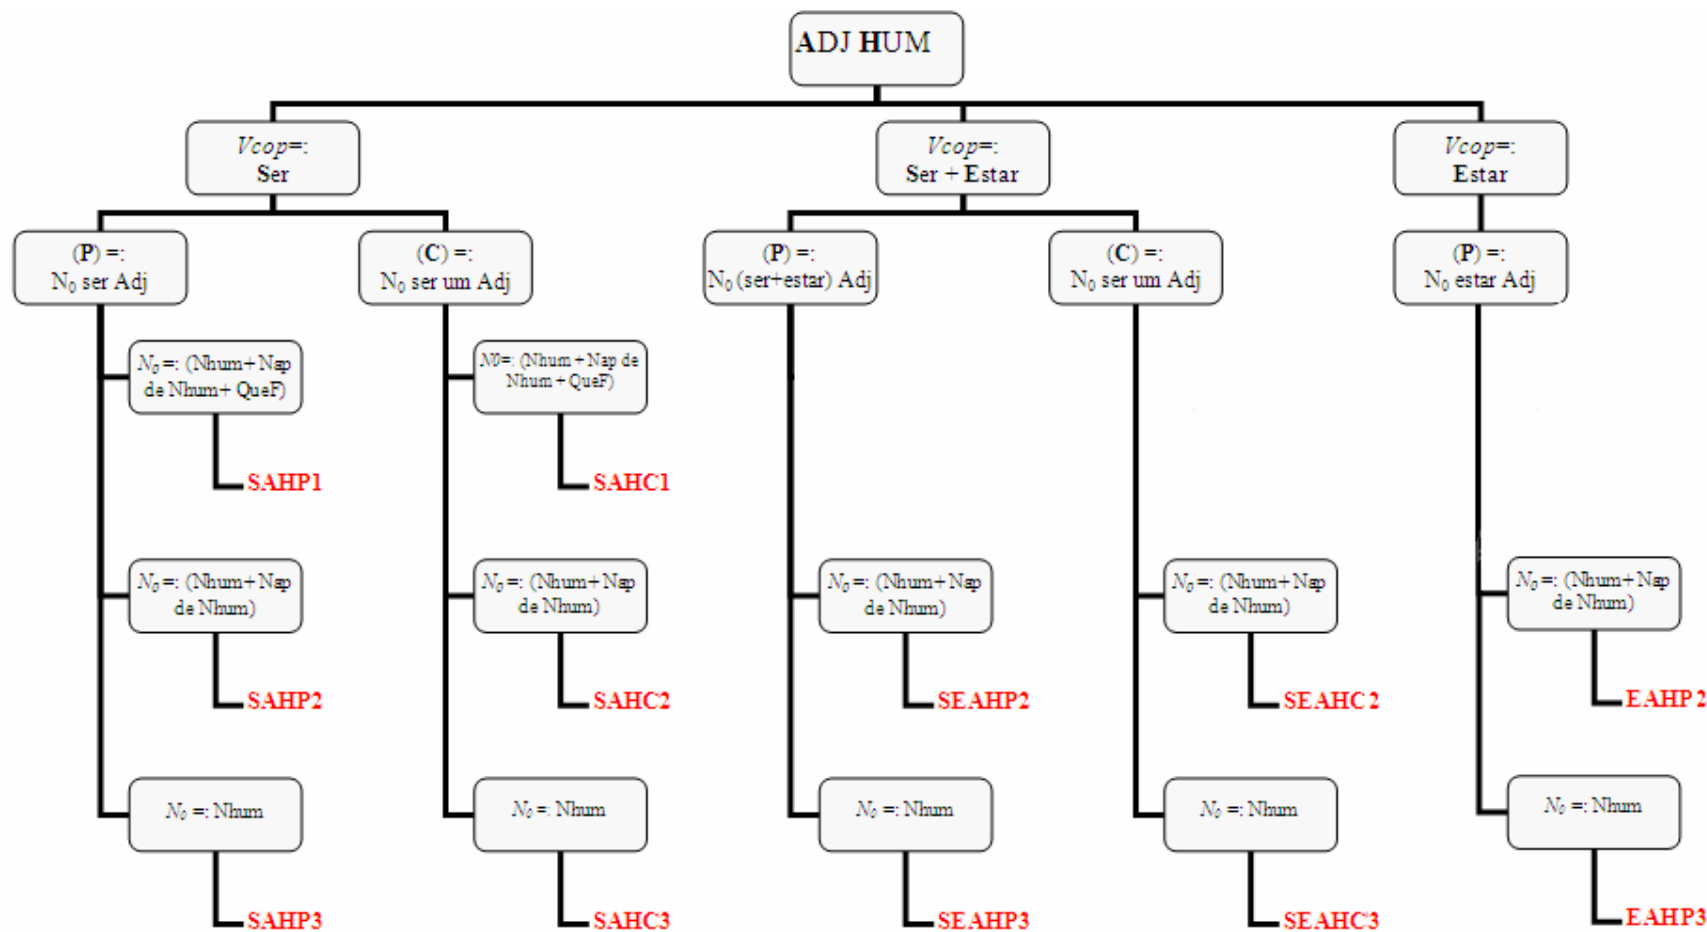 ADJ HUM
Vcop=:
Ser
Vcop=:
Ser + Estar
Vcop=:
Estar
(P) =:
N₀ ser Adj
(C) =:
N₀ ser um Adj
(P) =:
N₀ (ser+estar) Adj
(C) =:
N₀ ser um Adj
(P) =:
N₀ estar Adj
N₀ =: (Nhum+ Nap
de Nhum+ QueF)
N0=: (Nhum + Nap de
Nhum + QueF)
SAHP1
SAHC1
N₀ =: (Nhum+ Nap
de Nhum)
N₀ =: (Nhum+ Nap
de Nhum)
N₀ =: (Nhum+ Nap
de Nhum)
N₀ =: (Nhum+ Nap
de Nhum)
N₀ =: (Nhum+ Nap
de Nhum)
SAHP2
SAHC2
SEAHP2
SEAHC2
EAHP2
N₀ =: Nhum
N₀ =: Nhum
N₀ =: Nhum
N₀ =: Nhum
N₀ =: Nhum
SAHP3
SAHC3
SEAHP3
SEAHC3
EAHP3